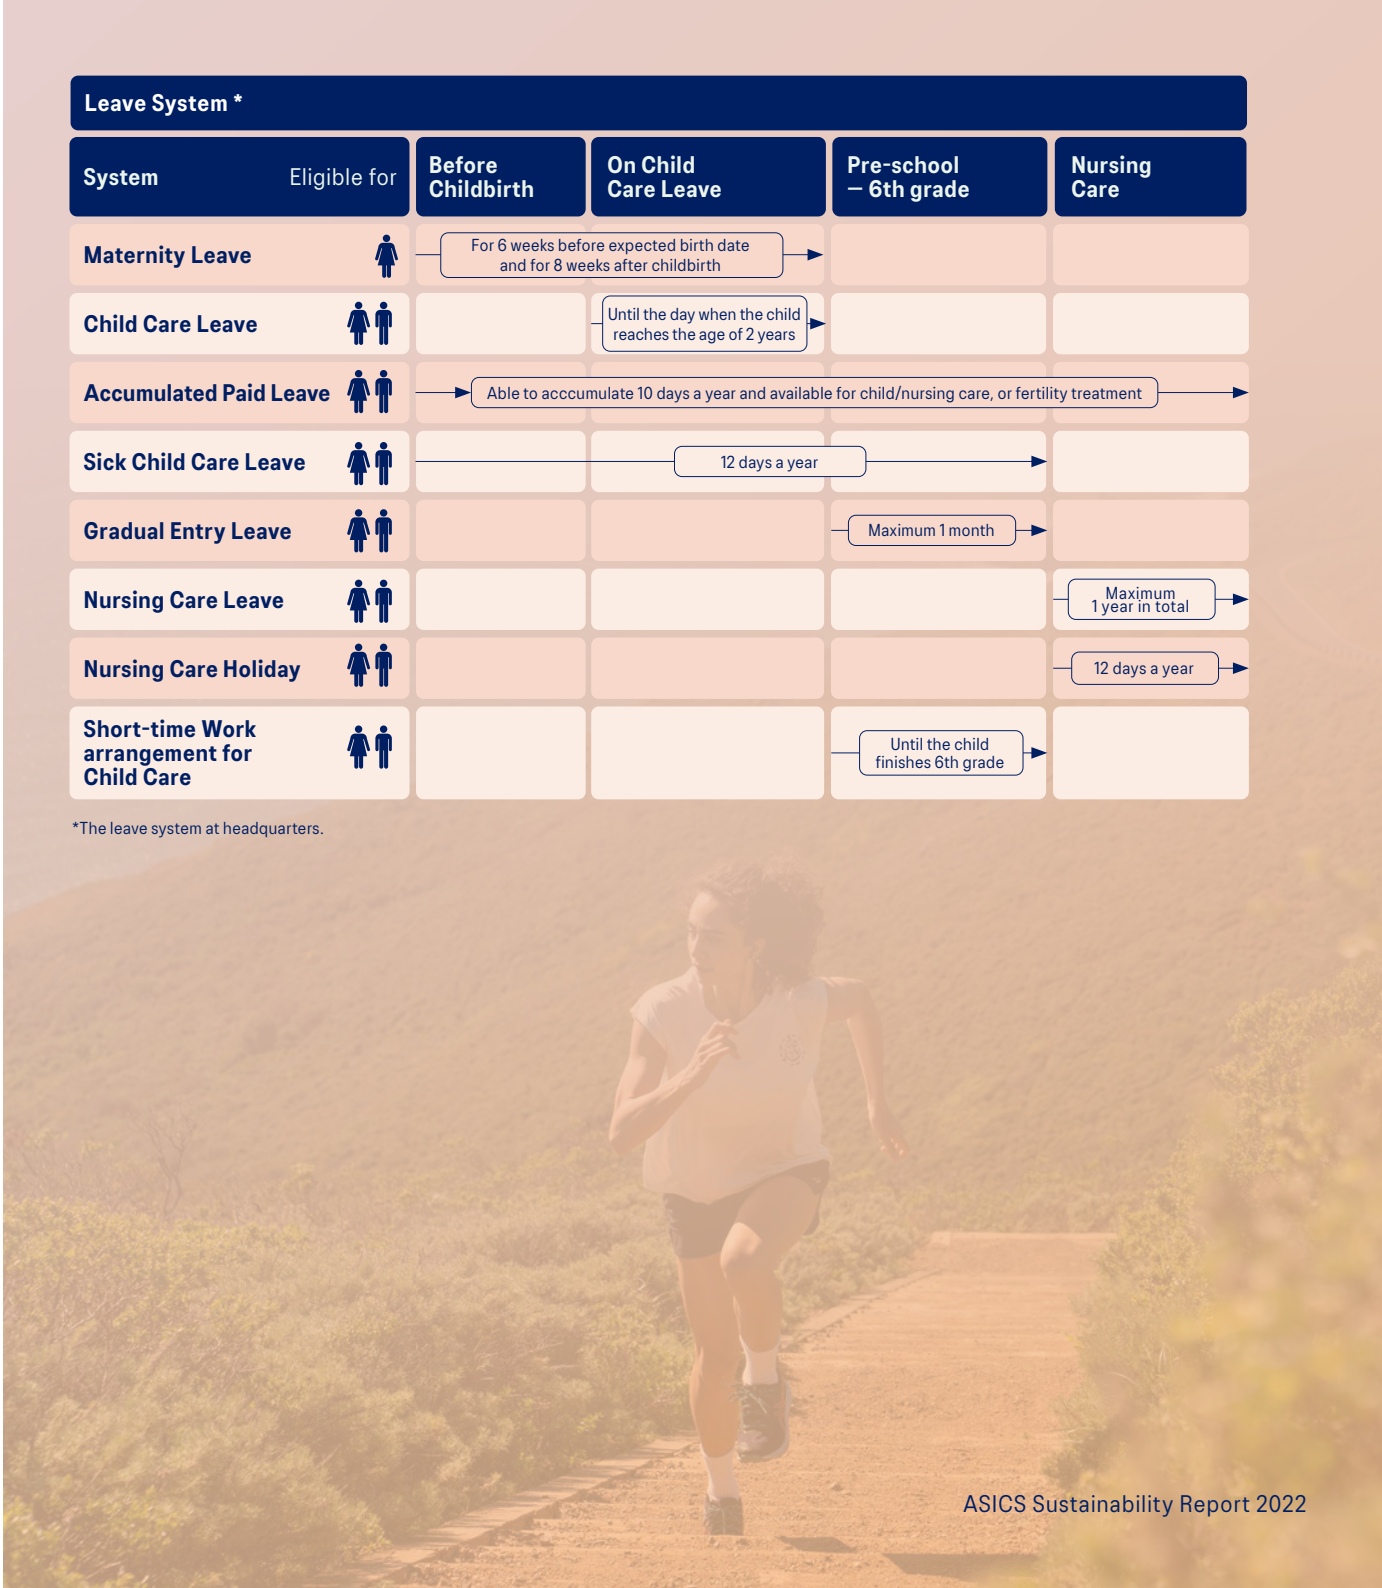 Leave System *
System Eligible for
Before
Childbirth
On Child
Care Leave
Pre-school
— 6th grade
Nursing
Care
Maternity Leave
For 6 weeks before expected birth date
and for 8 weeks after childbirth
Child Care Leave
Until the day when the child
reaches the age of 2 years
Accumulated Paid Leave
Able to acccumulate 10 days a year and available for child/nursing care, or fertility treatment
Sick Child Care Leave
12 days a year
Gradual Entry Leave
Maximum 1 month
Nursing Care Leave
Maximum
1 year in total
Nursing Care Holiday
12 days a year
Short-time Work
arrangement for
Child Care
Until the child
finishes 6th grade
*The leave system at headquarters.
ASICS Sustainability Report 2022